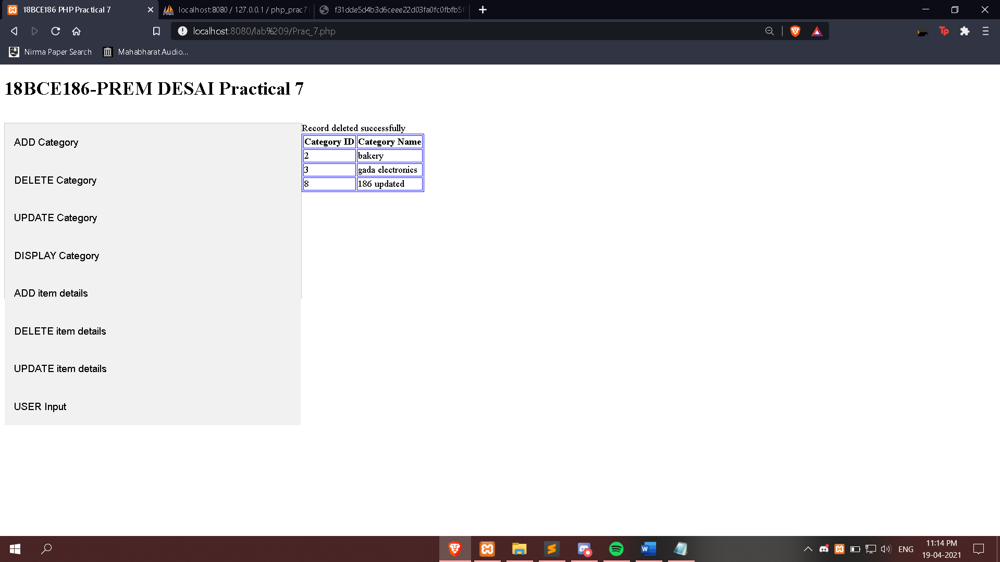 18BCE186 PHP Practical 7
localhost:8080 / 127.0.0.1 / php_prac7
f31dde5d4b3d6ceee22d03fa0fc0fbfb5f
localhost:8080/lab%209/Prac_7.php
Tp
Nirma Paper Search
Mahabharat Audio...
18BCE186-PREM DESAI Practical 7
ADD Category
DELETE Category
UPDATE Category
DISPLAY Category
ADD item details
DELETE item details
UPDATE item details
USER Input
Record deleted successfully
Category ID Category Name
2 bakery
3 gada electronics
8 186 updated
ENG
11:14 PM
19-04-2021